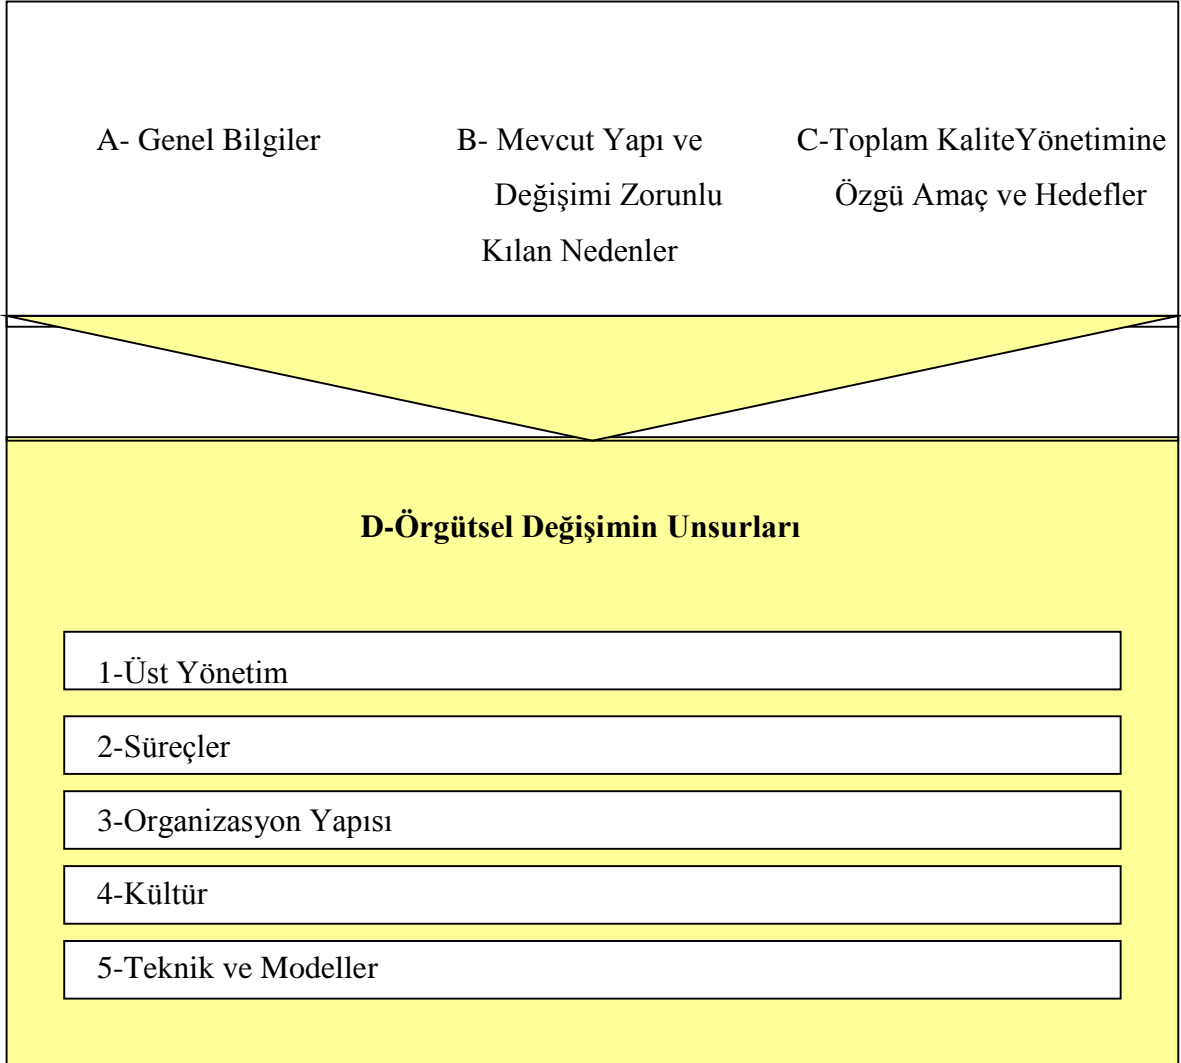 A- Genel Bilgiler
B- Mevcut Yapı ve
Değişimi Zorunlu
Kılan Nedenler
C-Toplam KaliteYönetimine
Özgü Amaç ve Hedefler
D-Örgütsel Değişimin Unsurları
1-Üst Yönetim
2-Süreçler
3-Organizasyon Yapısı
4-Kültür
5-Teknik ve Modeller